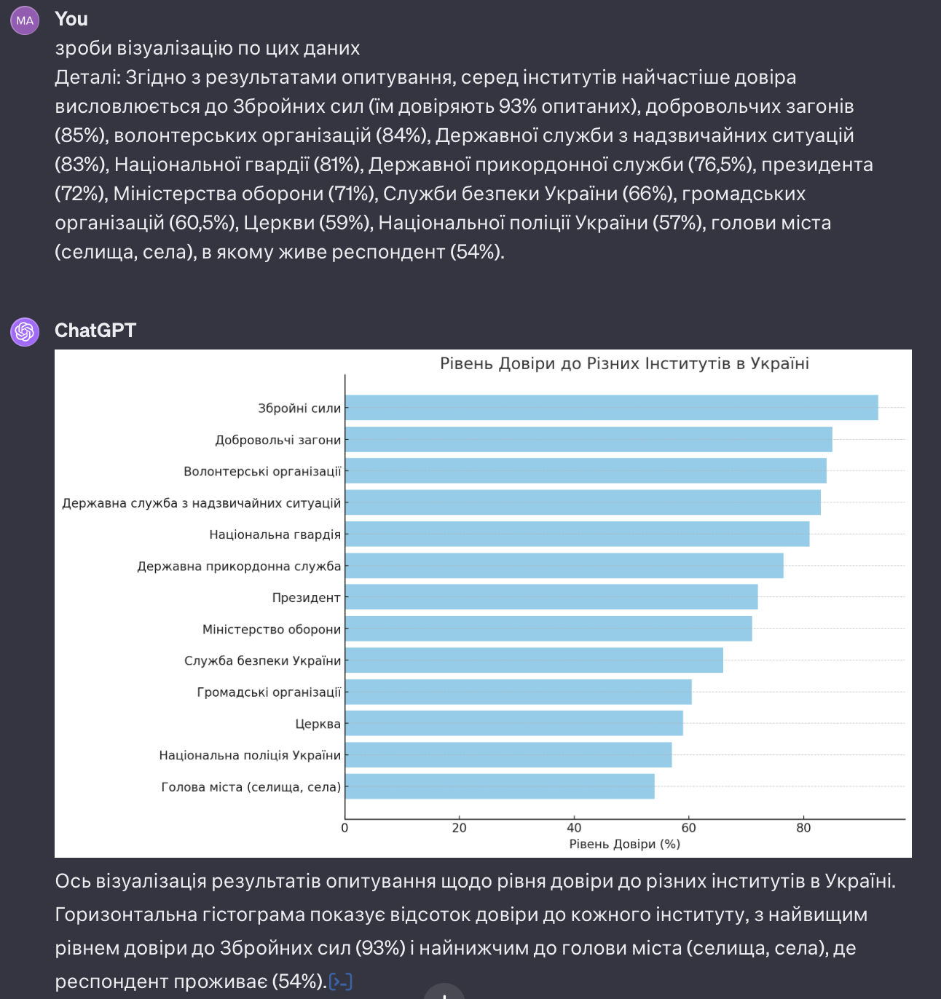 MA
You
зроби візуалізацію по цих даних
Деталі: Згідно з результатами опитування, серед інститутів найчастіше довіра
висловлюється до Збройних сил (їм довіряють 93% опитаних), добровольчих загонів
(85%), волонтерських організацій (84%), Державної служби з надзвичайних ситуацій
(83%), Національної гвардії (81%), Державної прикордонної служби (76,5%), президента
(72%), Міністерства оборони (71%), Служби безпеки України (66%), громадських
організацій (60,5%), Церкви (59%), Національної поліції України (57%), голови міста
(селища, села), в якому живе респондент (54%).
ChatGPT
Рівень Довіри до Різних Інститутів в Україні
Збройні сили
Добровольчі загони
Волонтерські організації
Державна служба з надзвичайних ситуацій
Національна гвардія
Державна прикордонна служба
Президент
Міністерство оборони
Служба безпеки України
Громадські організації
Церква
Національна поліція України
Голова міста (селища, села)
0 20 40 60 80
Рівень Довіри (%)
Ось візуалізація результатів опитування щодо рівня довіри до різних інститутів в Україні.
Горизонтальна гістограма показує відсоток довіри до кожного інституту, з найвищим
рівнем довіри до Збройних сил (93%) і найнижчим до голови міста (селища, села), де
респондент проживає (54%).